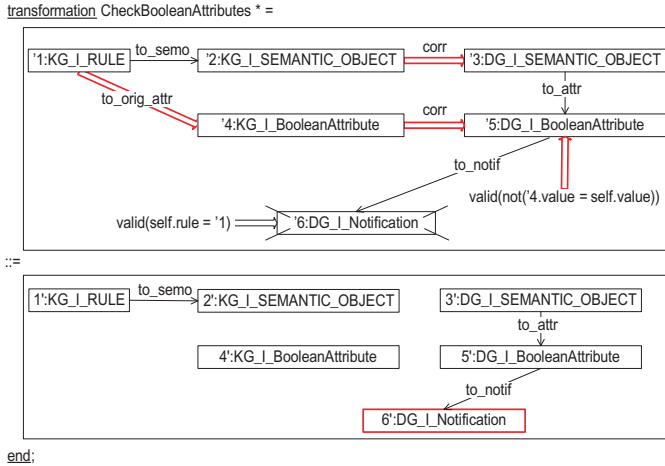 transformation CheckBooleanAttributes * =
'1:KG_I_RULE to_semo '2:KG_I_SEMANTIC_OBJECT corr '3:DG_I_SEMANTIC_OBJECT
to_orig_attr to_attr
'4:KG_I_BooleanAttribute corr '5:DG_I_BooleanAttribute
to_notif
valid(not('4.value = self.value))
valid(self.rule = '1) '6:DG_I_Notification
::=
1':KG_I_RULE to_semo 2':KG_I_SEMANTIC_OBJECT 3':DG_I_SEMANTIC_OBJECT
to_attr
4':KG_I_BooleanAttribute 5':DG_I_BooleanAttribute
to_notif
6':DG_I_Notification
end;